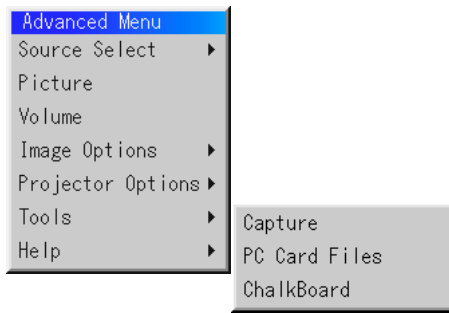 Advanced Menu
Source Select
Picture
Volume
Image Options
Projector Options
Tools
Help
Capture
PC Card Files
ChalkBoard